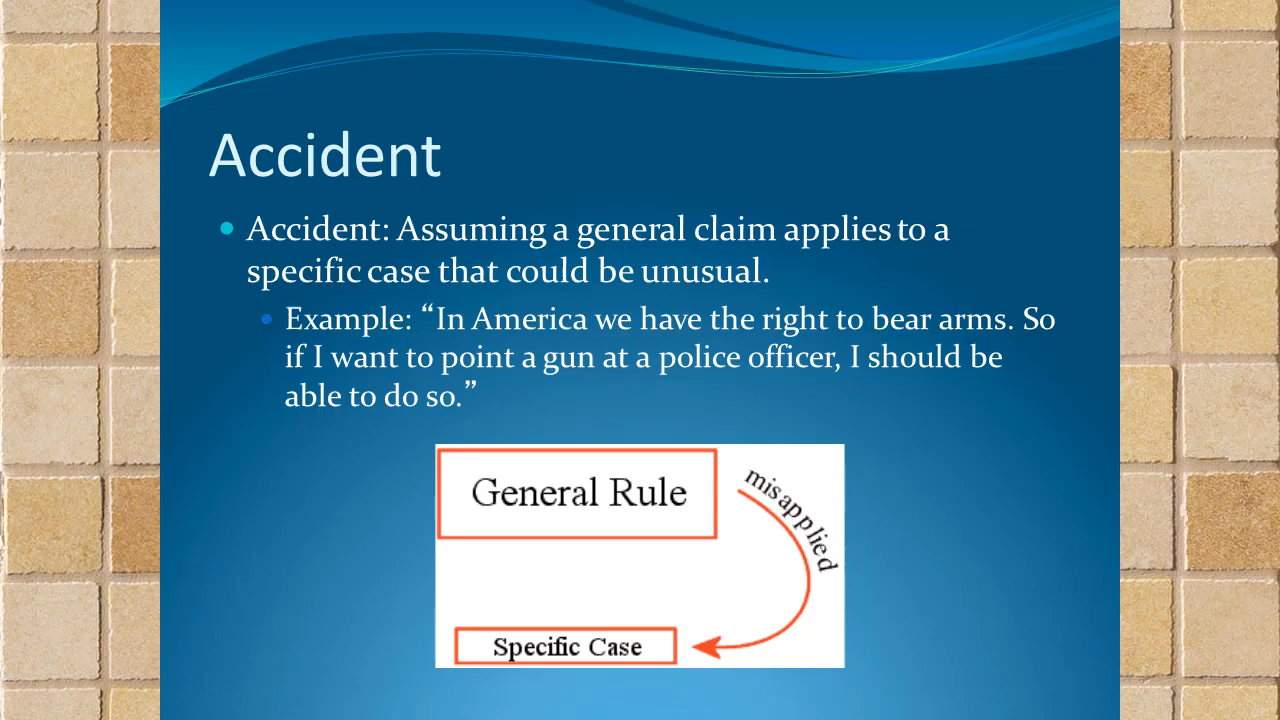 Accident
Accident: Assuming a general claim applies to a
specific case that could be unusual.
Example: “In America we have the right to bear arms. So
if I want to point a gun at a police officer, I should be
able to do so.”
General Rule
misapplied
Specific Case